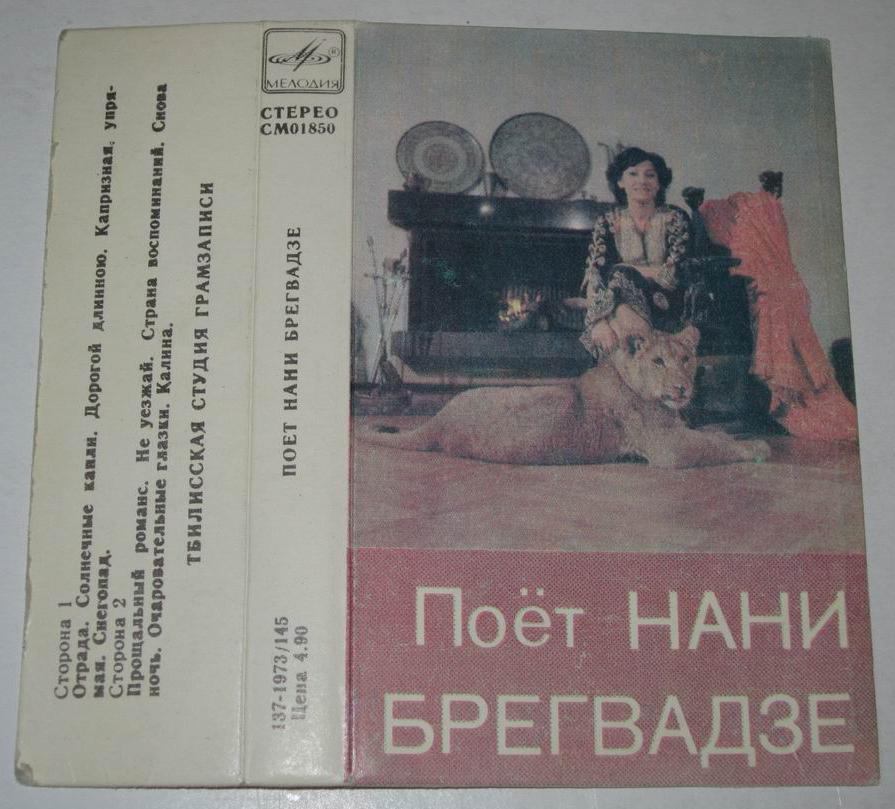 Сторона 1
Отрада. Солнечные капли. Дорогой длинною. Капризная, упря-
мая. Снегопад.
Сторона 2
Прощальный романс. Не уезжай. Страна воспоминаний. Снова
ночь. Очаровательные глазки. Калина.
ТБИЛИССКАЯ СТУДИЯ ГРАМЗАПИСИ
МЕЛОДИЯ ®
СТЕРЕО
СМ01850
ПОЕТ НАНИ БРЕГВАДЗЕ
137-1973/145
Цена 4.90
Поёт НАНИ
БРЕГВАДЗЕ